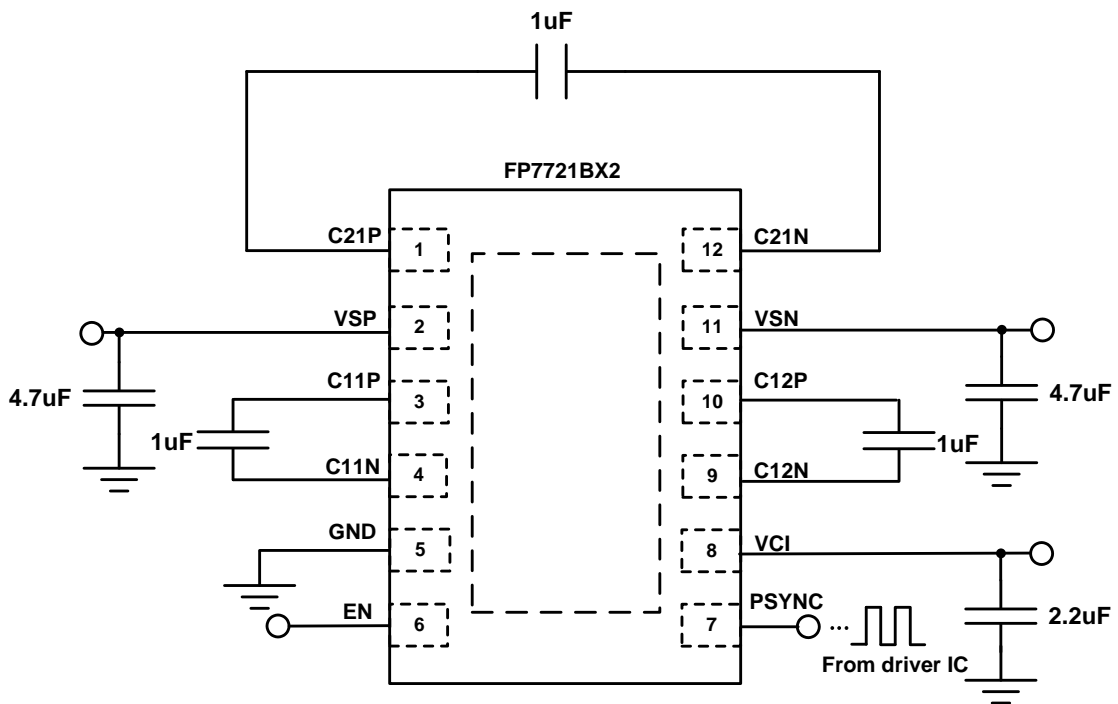 1uF
FP7721BX2
C21P
1
12
C21N
VSP
2
11
VSN
4.7uF
C11P
3
10
C12P
4.7uF
1uF
1uF
C11N
4
9
C12N
GND
5
8
VCI
EN
6
7
PSYNC
...
2.2uF
From driver IC